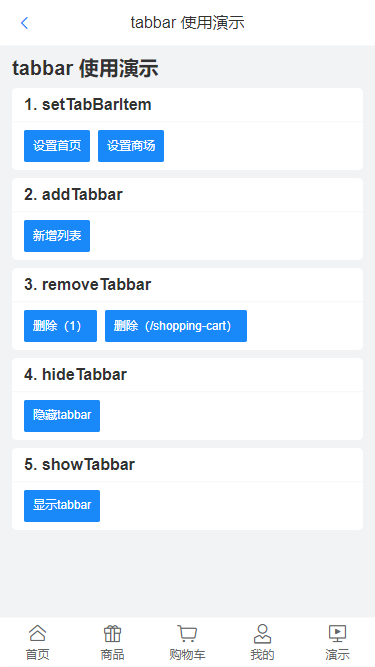 tabbar 使用演示
tabbar 使用演示
1. setTabBarItem
设置首页 设置商场
2. addTabbar
新增列表
3. removeTabbar
删除（1） 删除（/shopping-cart）
4. hideTabbar
隐藏tabbar
5. showTabbar
显示tabbar
首页 商品 购物车 我的 演示